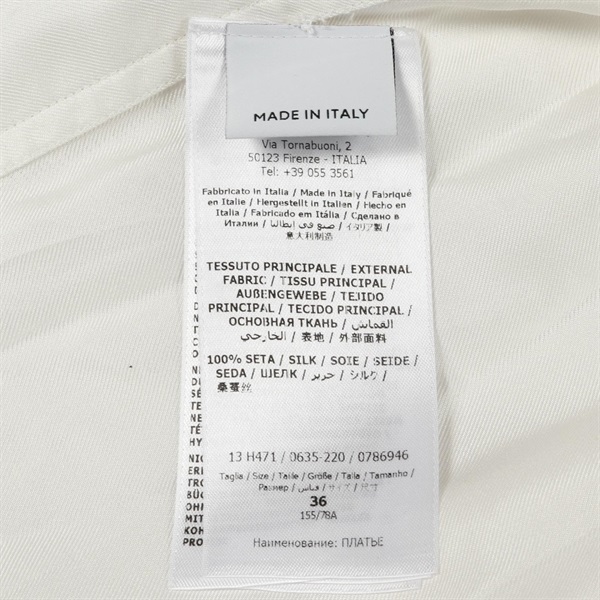 MADE IN ITALY
Via Tornabuoni, 2
50123 Firenze - ITALIA
Tel: +39 055 3561
Fabbricato in Italia / Made in Italy / Fabriqué
en Italie / Hergestellt in Italien / Hecho en
Italia / Fabricado em Itália / Сделано в
Италии / صنع في إيطاليا / イタリア製 /
意大利制造
TESSUTO PRINCIPALE / EXTERNAL
FABRIC / TISSU PRINCIPAL /
AUßENGEWEBE / TEJIDO
PRINCIPAL / TECIDO PRINCIPAL /
ОСНОВНАЯ ТКАНЬ / القماش
الخارجي / 表地 / 外部面料
100% SETA / SILK / SOIE / SEIDE /
SEDA / ШЕЛК / حرير / シルク /
桑蚕丝
13 H471 / 0635-220 / 0786946
Taglia / Size / Taille / Größe / Talla / Tamanho /
Размер / قياس / サイズ / 尺寸
36
155/78A
Наименование: ПЛАТЬЕ